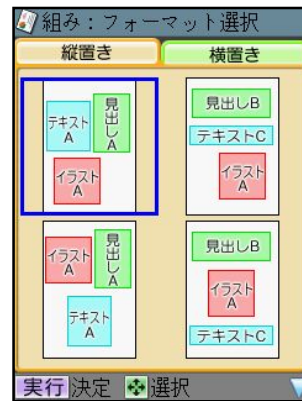 組み：フォーマット選択
縦置き
横置き
テキスト
A
見出しA
イラスト
A
見出しB
テキストC
イラスト
A
イラスト
A
見出しA
テキスト
A
見出しB
イラスト
A
テキストC
実行 決定 選択